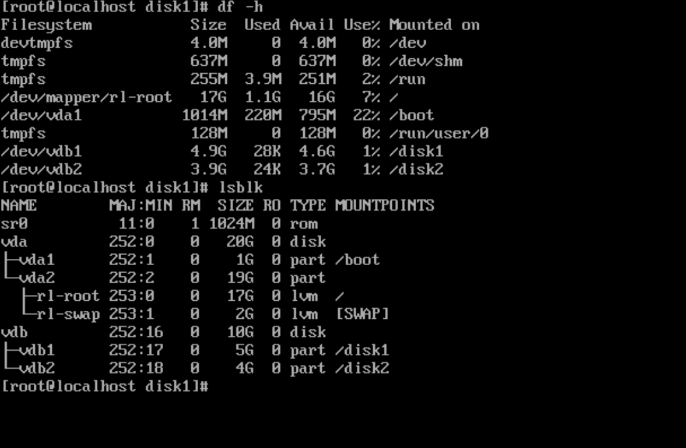 [root@localhost disk1]# df -h
Filesystem           Size  Used Avail Use% Mounted on
devtmpfs             4.0M     0  4.0M   0% /dev
tmpfs                637M     0  637M   0% /dev/shm
tmpfs                255M  3.9M  251M   2% /run
/dev/mapper/rl-root   17G  1.1G   16G   7% /
/dev/vda1           1014M  220M  795M  22% /boot
tmpfs                128M     0  128M   0% /run/user/0
/dev/vdb1            4.9G   28K  4.6G   1% /disk1
/dev/vdb2            3.9G   24K  3.7G   1% /disk2
[root@localhost disk1]# lsblk
NAME        MAJ:MIN RM  SIZE RO TYPE MOUNTPOINTS
sr0          11:0    1 1024M  0 rom
vda         252:0    0   20G  0 disk
├─vda1      252:1    0    1G  0 part /boot
└─vda2      252:2    0   19G  0 part
  ├─rl-root 253:0    0   17G  0 lvm  /
  └─rl-swap 253:1    0    2G  0 lvm  [SWAP]
vdb         252:16   0   10G  0 disk
├─vdb1      252:17   0    5G  0 part /disk1
└─vdb2      252:18   0    4G  0 part /disk2
[root@localhost disk1]#